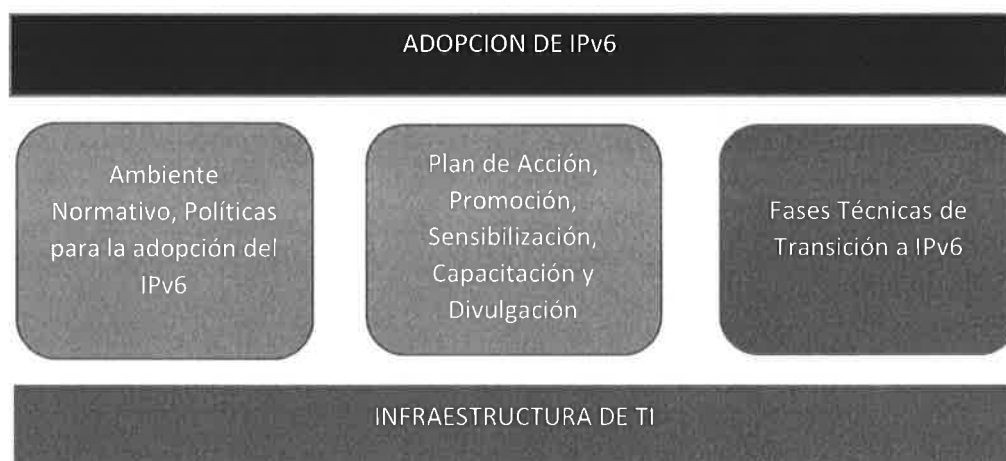 ADOPCION DE IPv6
Ambiente
Normativo, Políticas
para la adopción del
IPv6
Plan de Acción,
Promoción,
Sensibilización,
Capacitación y
Divulgación
Fases Técnicas de
Transición a IPv6
INFRAESTRUCTURA DE TI